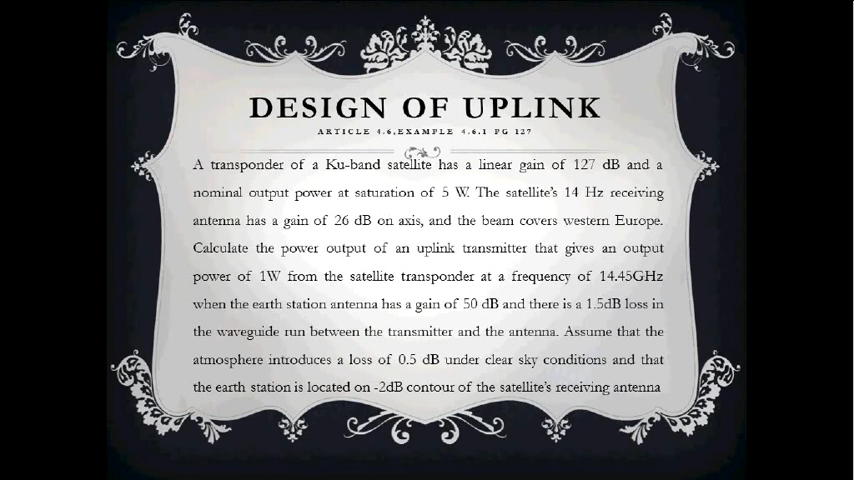 DESIGN OF UPLINK
ARTICLE 4.6,EXAMPLE 4.6.1 PG 127
A transponder of a Ku-band satellite has a linear gain of 127 dB and a
nominal output power at saturation of 5 W. The satellite's 14 Hz receiving
antenna has a gain of 26 dB on axis, and the beam covers western Europe.
Calculate the power output of an uplink transmitter that gives an output
power of 1W from the satellite transponder at a frequency of 14.45GHz
when the earth station antenna has a gain of 50 dB and there is a 1.5dB loss in
the waveguide run between the transmitter and the antenna. Assume that the
atmosphere introduces a loss of 0.5 dB under clear sky conditions and that
the earth station is located on -2dB contour of the satellite's receiving antenna